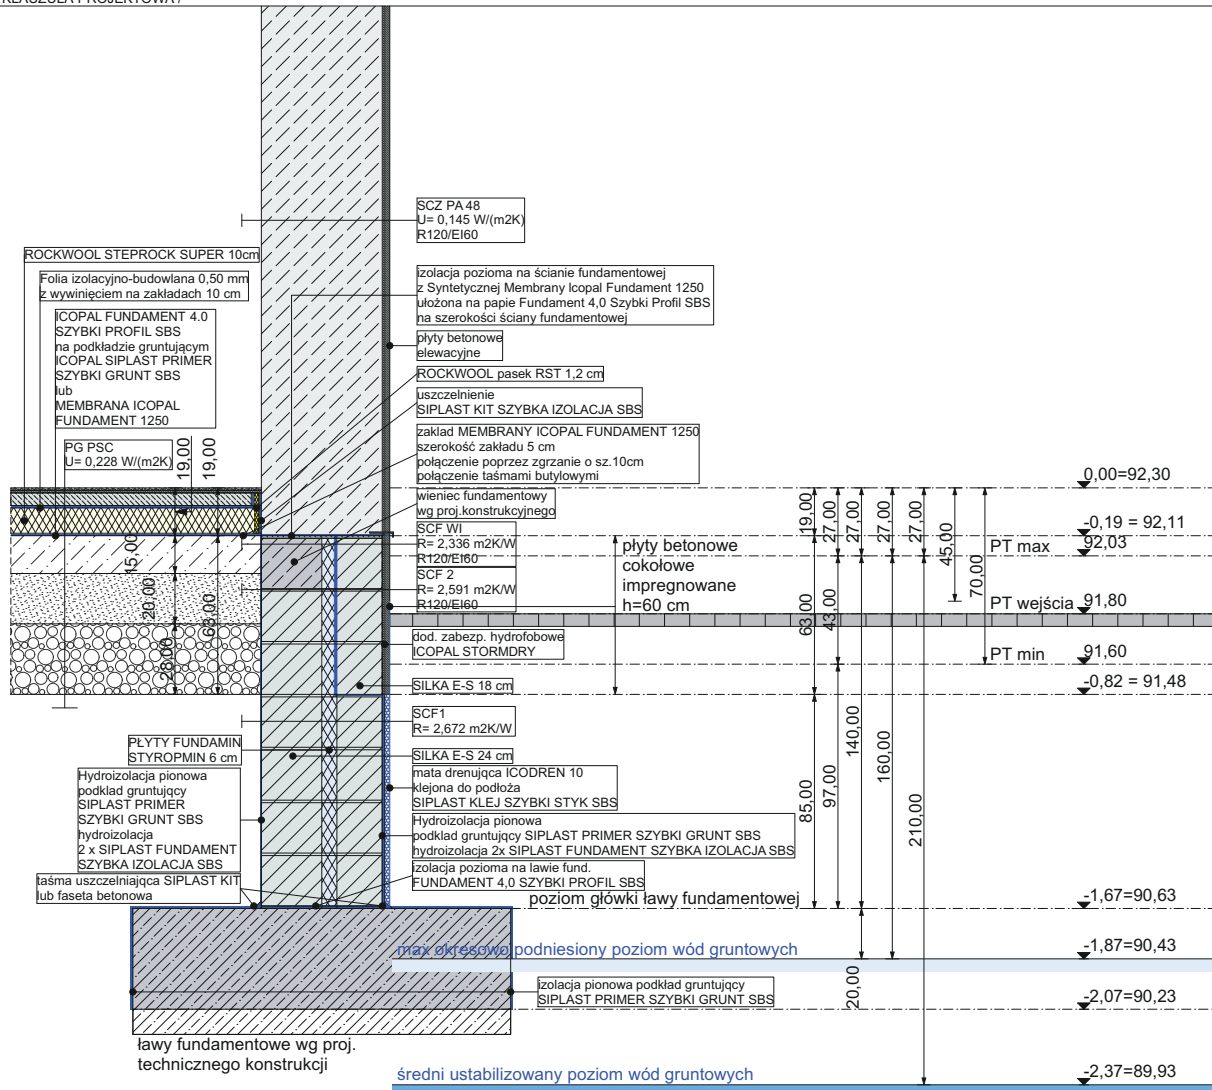 SCZ PA 48
U= 0,145 W/(m2K)
R120/EI60
ROCKWOOL STEPROCK SUPER 10cm
Folia izolacyjno-budowlana 0,50 mm
z wywinięciem na zakładach 10 cm
izolacja pozioma na ścianie fundamentowej
z Syntetycznej Membrany Icopal Fundament 1250
ułożona na papie Fundament 4,0 Szybki Profil SBS
na szerokości ściany fundamentowej
ICOPAL FUNDAMENT 4.0
SZYBKI PROFIL SBS
na podkładzie gruntującym
ICOPAL SIPLAST PRIMER
SZYBKI GRUNT SBS
lub
MEMBRANA ICOPAL
FUNDAMENT 1250
płyty betonowe
elewacyjne
ROCKWOOL pasek RST 1,2 cm
uszczelnienie
SIPLAST KIT SZYBKA IZOLACJA SBS
zaklad MEMBRANY ICOPAL FUNDAMENT 1250
szerokość zakładu 5 cm
połączenie poprzez zgrzanie o sz.10cm
połączenie taśmami butylowymi
PG PSC
U= 0,228 W/(m2K)
19,00
19,00
wieniec fundamentowy
wg proj.konstrukcyjnego
SCF WI
R= 2,336 m2K/W
R120/EI60
SCF 2
R= 2,591 m2K/W
R120/EI60
płyty betonowe
cokołowe
impregnowane
h=60 cm
0,00=92,30
-0,19 = 92,11
PT max
92,03
PT wejścia
91,80
PT min
91,60
-0,82 = 91,48
19,00
27,00
27,00
27,00
27,00
45,00
70,00
15,00
20,00
28,00
63,00
63,00
43,00
dod. zabezp. hydrofobowe
ICOPAL STORMDRY
SILKA E-S 18 cm
SCF1
R= 2,672 m2K/W
PŁYTY FUNDAMIN
STYROPMIN 6 cm
SILKA E-S 24 cm
mata drenująca ICODREN 10
klejona do podłoża
SIPLAST KLEJ SZYBKI STYK SBS
Hydroizolacja pionowa
podklad gruntujący
SIPLAST PRIMER
SZYBKI GRUNT SBS
hydroizolacja
2 x SIPLAST FUNDAMENT
SZYBKA IZOLACJA SBS
Hydroizolacja pionowa
podklad gruntujący SIPLAST PRIMER SZYBKI GRUNT SBS
hydroizolacja 2x SIPLAST FUNDAMENT SZYBKA IZOLACJA SBS
85,00
97,00
140,00
160,00
210,00
taśma uszczelniająca SIPLAST KIT
lub faseta betonowa
izolacja pozioma na lawie fund.
FUNDAMENT 4,0 SZYBKI PROFIL SBS
poziom główki ławy fundamentowej
-1,67=90,63
max okresowo podniesiony poziom wód gruntowych
-1,87=90,43
20,00
izolacja pionowa podkład gruntujący
SIPLAST PRIMER SZYBKI GRUNT SBS
-2,07=90,23
ławy fundamentowe wg proj.
technicznego konstrukcji
średni ustabilizowany poziom wód gruntowych
-2,37=89,93